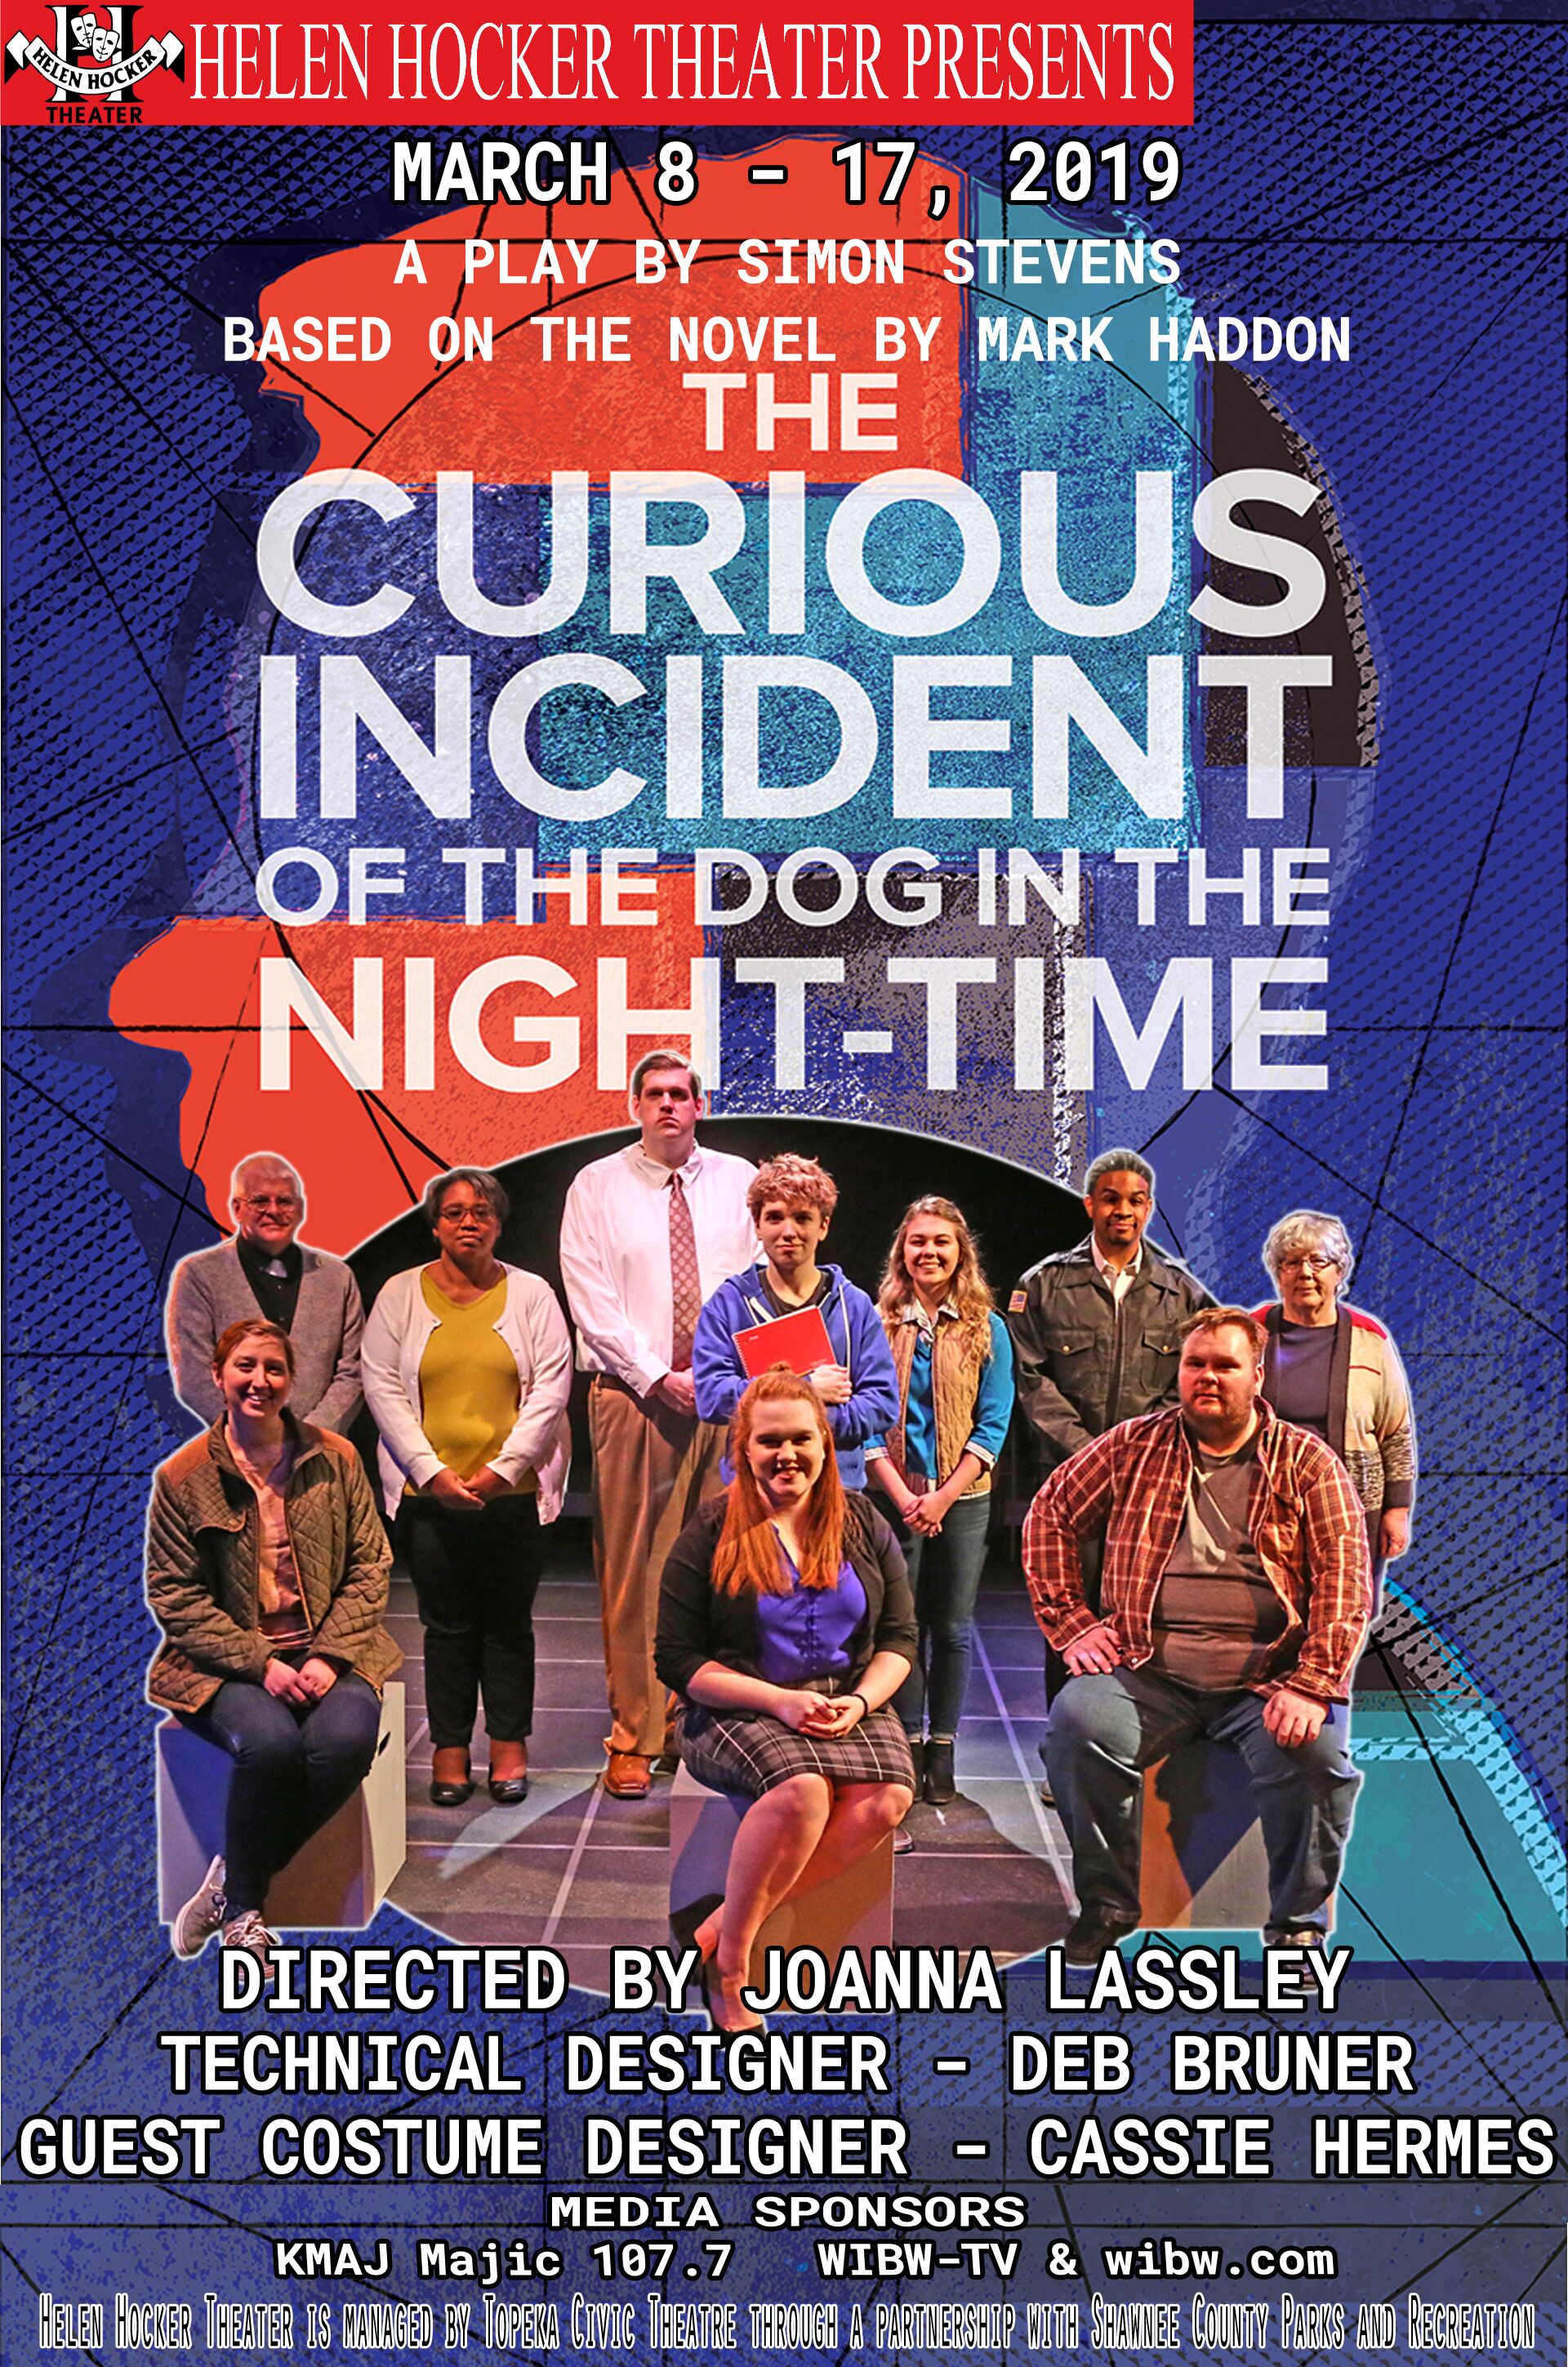 HELEN HOCKER
THEATER
HELEN HOCKER THEATER PRESENTS
MARCH 8 - 17, 2019
A PLAY BY SIMON STEVENS
BASED ON THE NOVEL BY MARK HADDON
THE
CURIOUS
INCIDENT
OF THE DOG IN THE
NIGHT-TIME
DIRECTED BY JOANNA LASSLEY
TECHNICAL DESIGNER - DEB BRUNER
GUEST COSTUME DESIGNER - CASSIE HERMES
MEDIA SPONSORS
KMAJ Majic 107.7 WIBW-TV & wibw.com
HELEN HOCKER THEATER IS MANAGED BY TOPEKA CIVIC THEATRE THROUGH A PARTNERSHIP WITH SHAWNEE COUNTY PARKS AND RECREATION